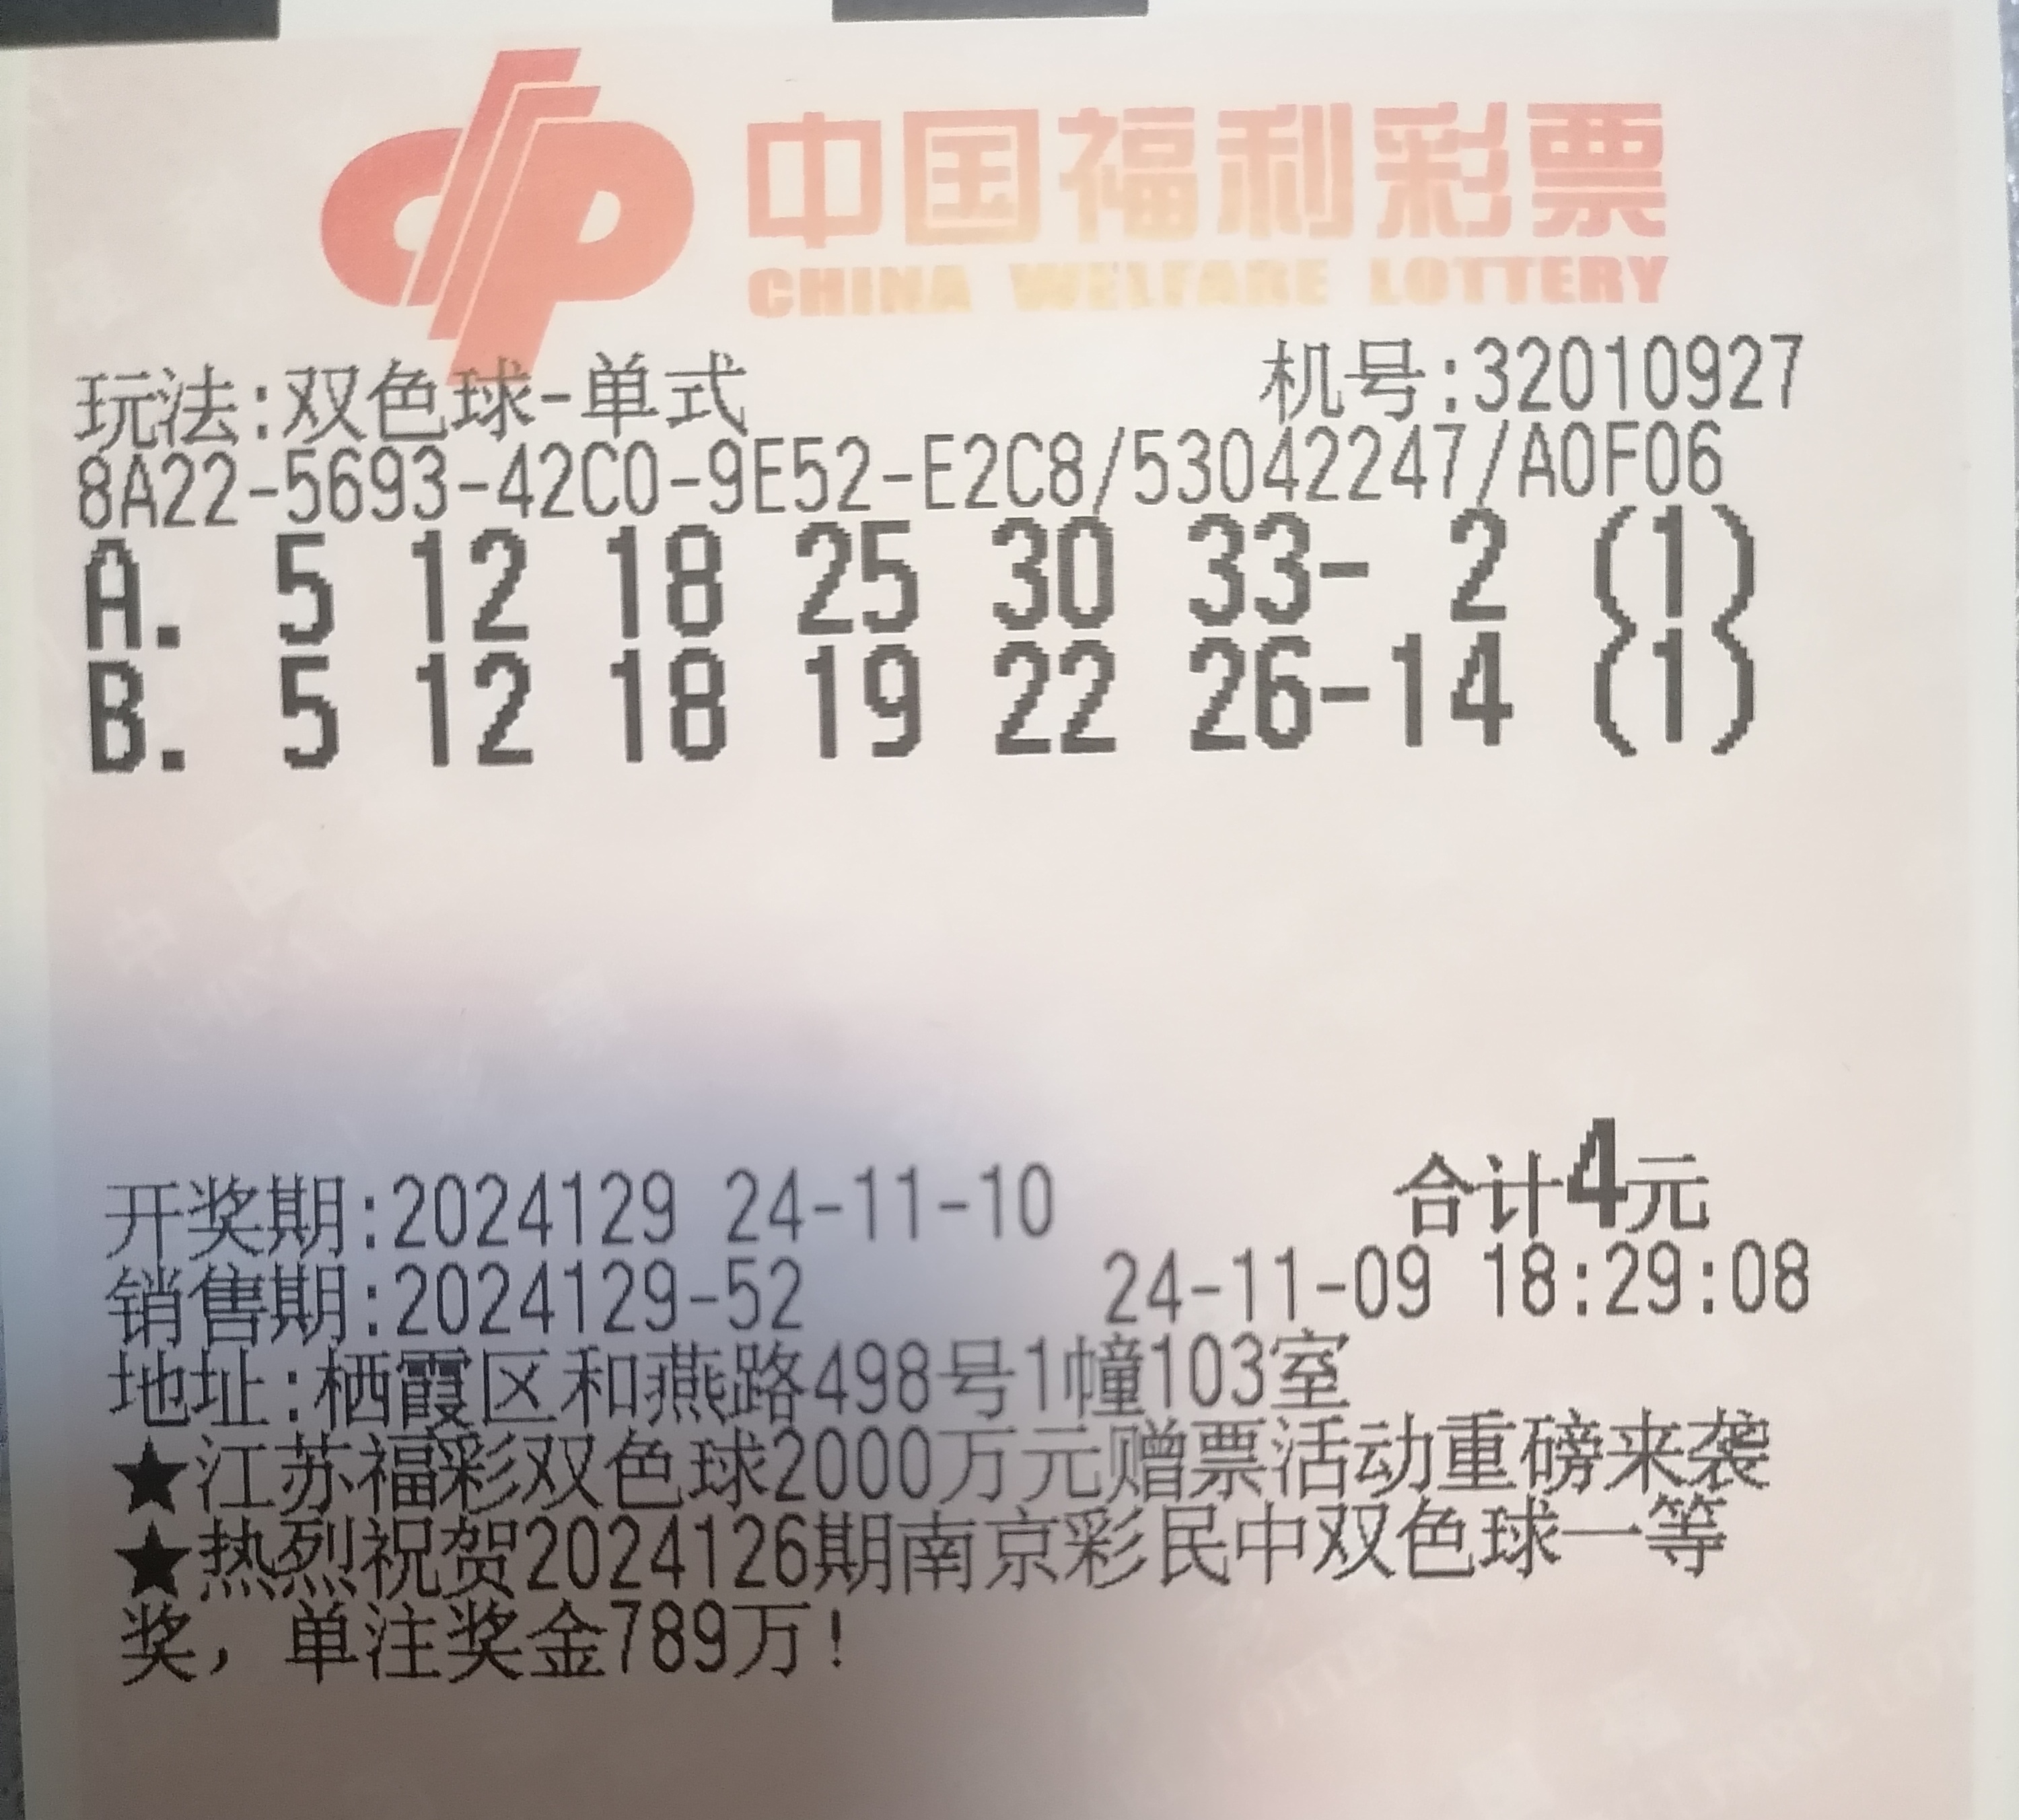 中国福利彩票
CHINA WELFARE LOTTERY
玩法:双色球-单式 机号:32010927
8A22-5693-42C0-9E52-E2C8/53042247/A0F06
A. 5 12 18 25 30 33- 2 (1)
B. 5 12 18 19 22 26-14 (1)
合计4元
开奖期:2024129 24-11-10
销售期:2024129-52 24-11-09 18:29:08
地址:栖霞区和燕路498号1幢103室
★江苏福彩双色球2000万元赠票活动重磅来袭
★热烈祝贺2024126期南京彩民中双色球一等
奖，单注奖金789万!